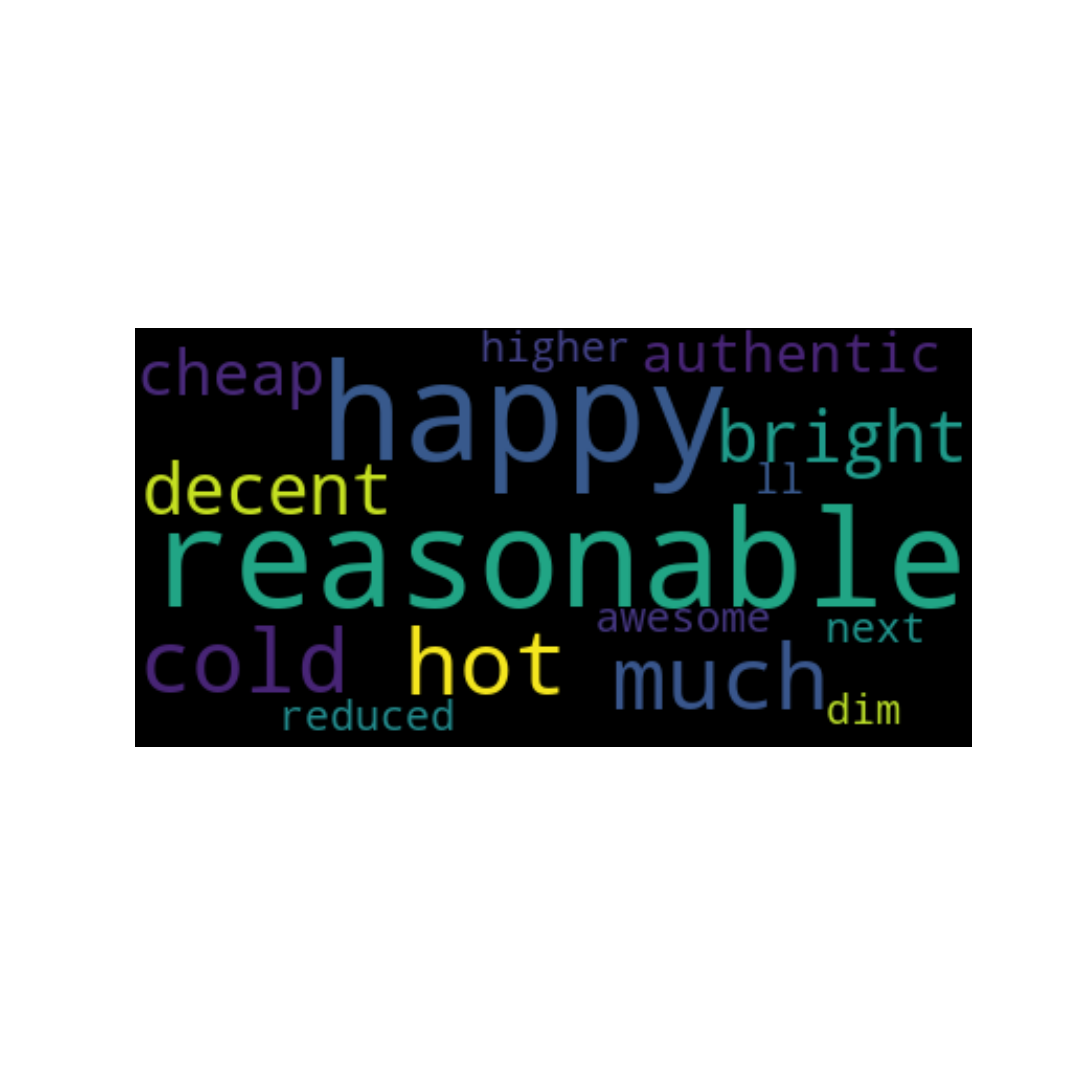 higher authentic
cheap happy
bright
decent ll
reasonable
awesome next
cold hot much
reduced dim